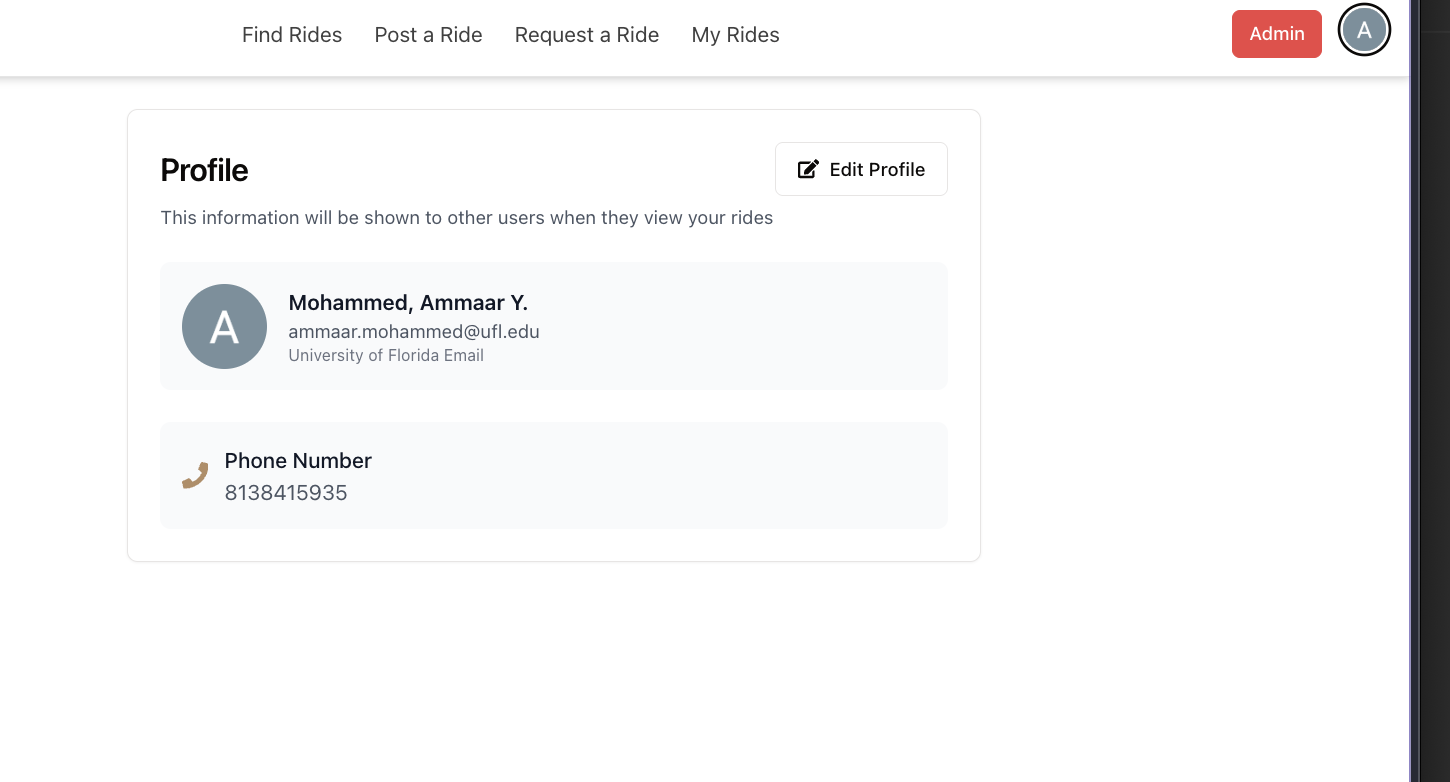 Find Rides Post a Ride Request a Ride My Rides Admin A
Profile
Edit Profile
This information will be shown to other users when they view your rides
A
Mohammed, Ammaar Y.
ammaar.mohammed@ufl.edu
University of Florida Email
Phone Number
8138415935